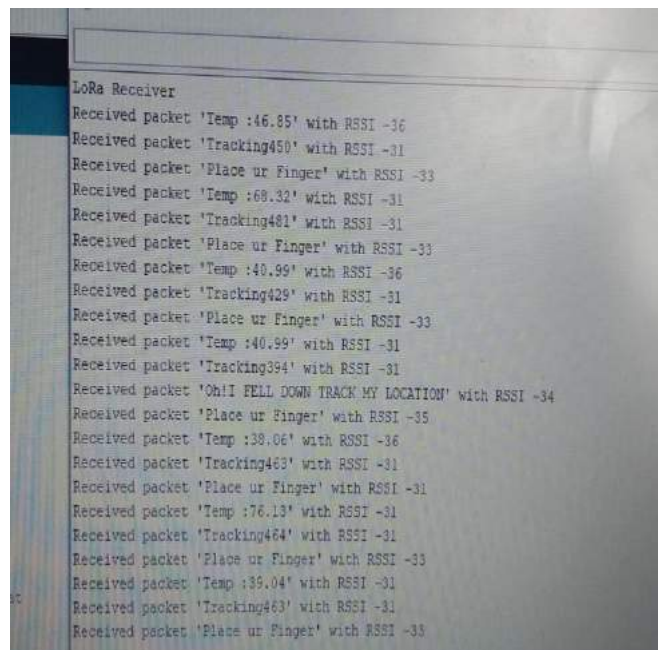 LoRa Receiver
Received packet 'Temp :46.85' with RSSI -36
Received packet 'Tracking450' with RSSI -31
Received packet 'Place ur Finger' with RSSI -33
Received packet 'Temp :68.32' with RSSI -31
Received packet 'Tracking481' with RSSI -31
Received packet 'Place ur Finger' with RSSI -33
Received packet 'Temp :40.99' with RSSI -36
Received packet 'Tracking429' with RSSI -31
Received packet 'Place ur Finger' with RSSI -33
Received packet 'Temp :40.99' with RSSI -31
Received packet 'Tracking394' with RSSI -31
Received packet 'Oh!I FELL DOWN TRACK MY LOCATION' with RSSI -34
Received packet 'Place ur Finger' with RSSI -35
Received packet 'Temp :38.06' with RSSI -36
Received packet 'Tracking463' with RSSI -31
Received packet 'Place ur Finger' with RSSI -31
Received packet 'Temp :76.13' with RSSI -31
Received packet 'Tracking464' with RSSI -31
Received packet 'Place ur Finger' with RSSI -33
Received packet 'Temp :39.04' with RSSI -31
Received packet 'Tracking463' with RSSI -31
Received packet 'Place ur Finger' with RSSI -33